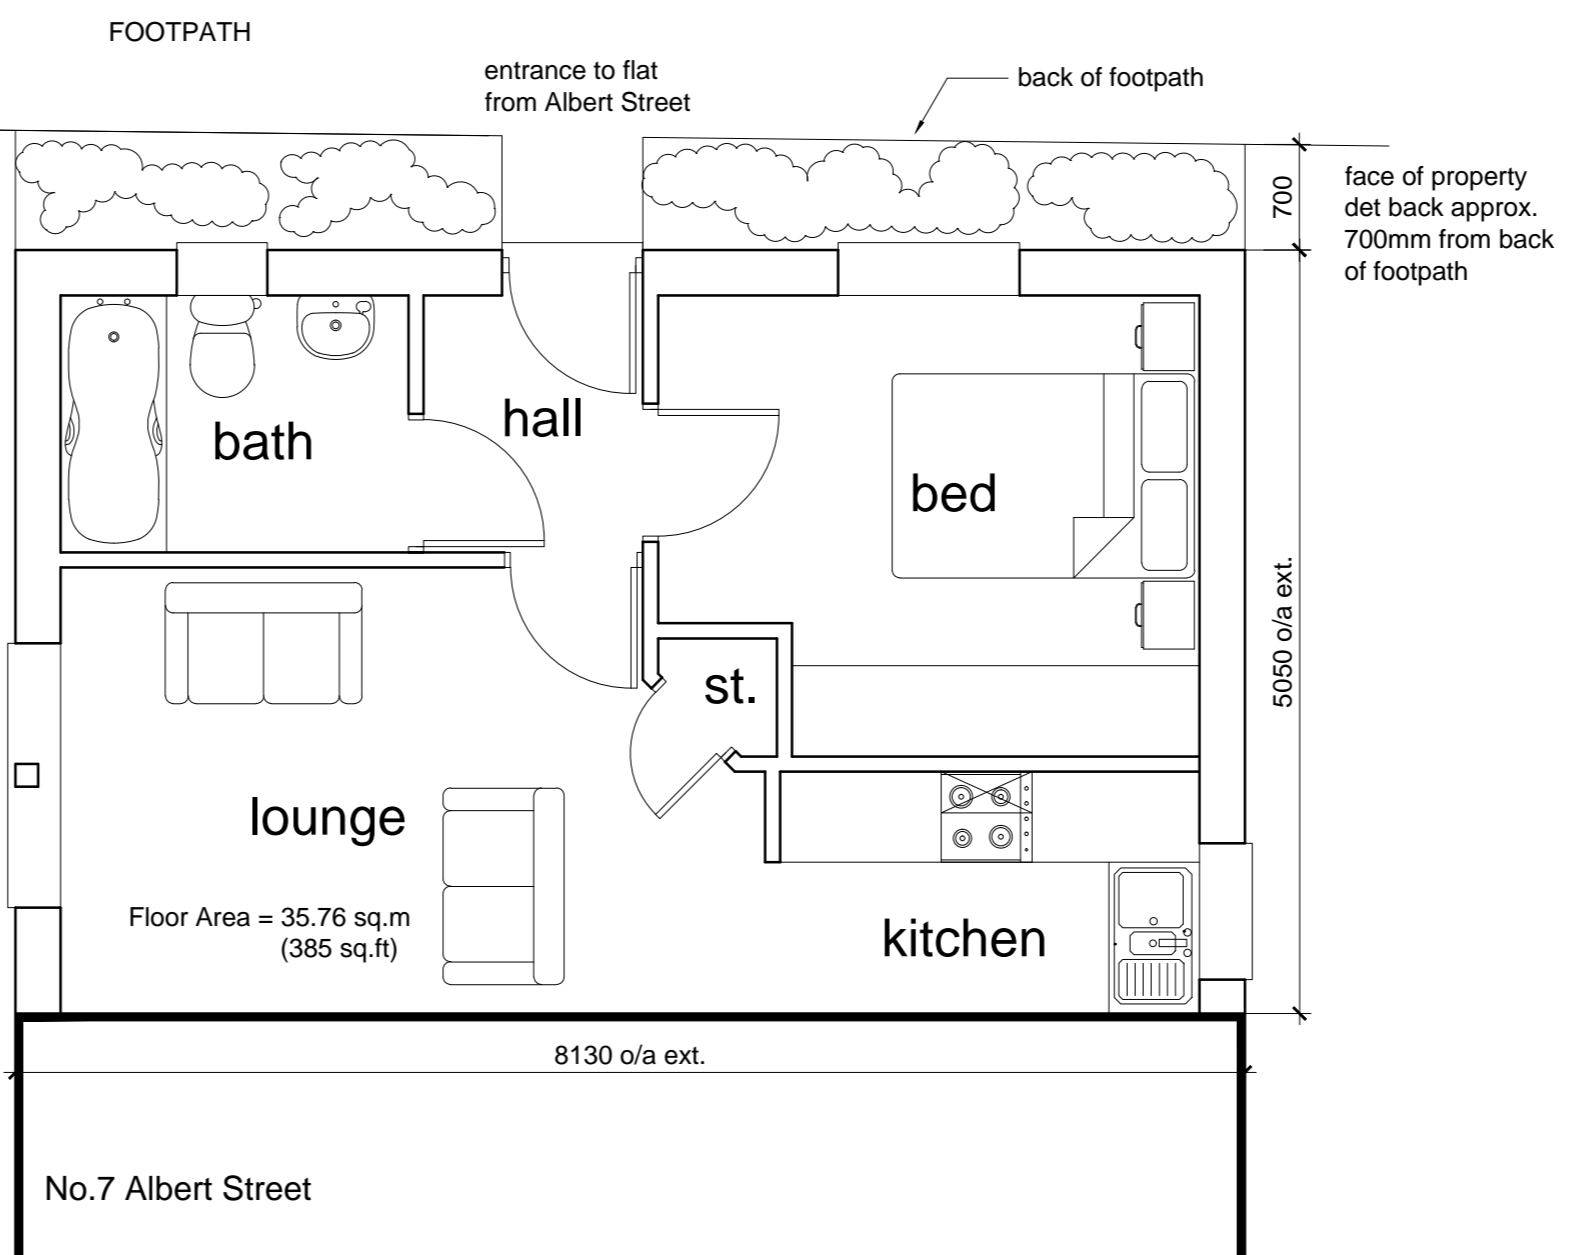 FOOTPATH
entrance to flat
from Albert Street
back of footpath
700
face of property
det back approx.
700mm from back
of footpath
hall
bath
bed
5050 o/a ext.
st.
lounge
Floor Area = 35.76 sq.m
(385 sq.ft)
kitchen
8130 o/a ext.
No.7 Albert Street